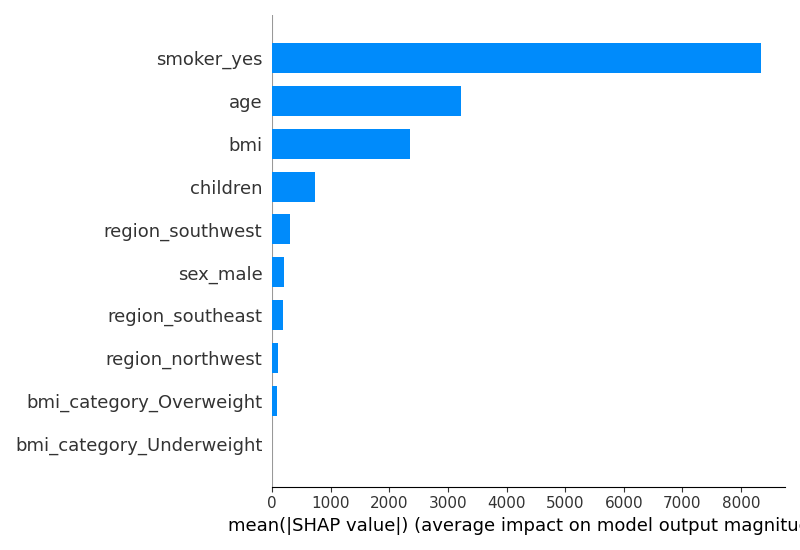 smoker_yes
age
bmi
children
region_southwest
sex_male
region_southeast
region_northwest
bmi_category_Overweight
bmi_category_Underweight
0 1000 2000 3000 4000 5000 6000 7000 8000
mean(|SHAP value|) (average impact on model output magnitu